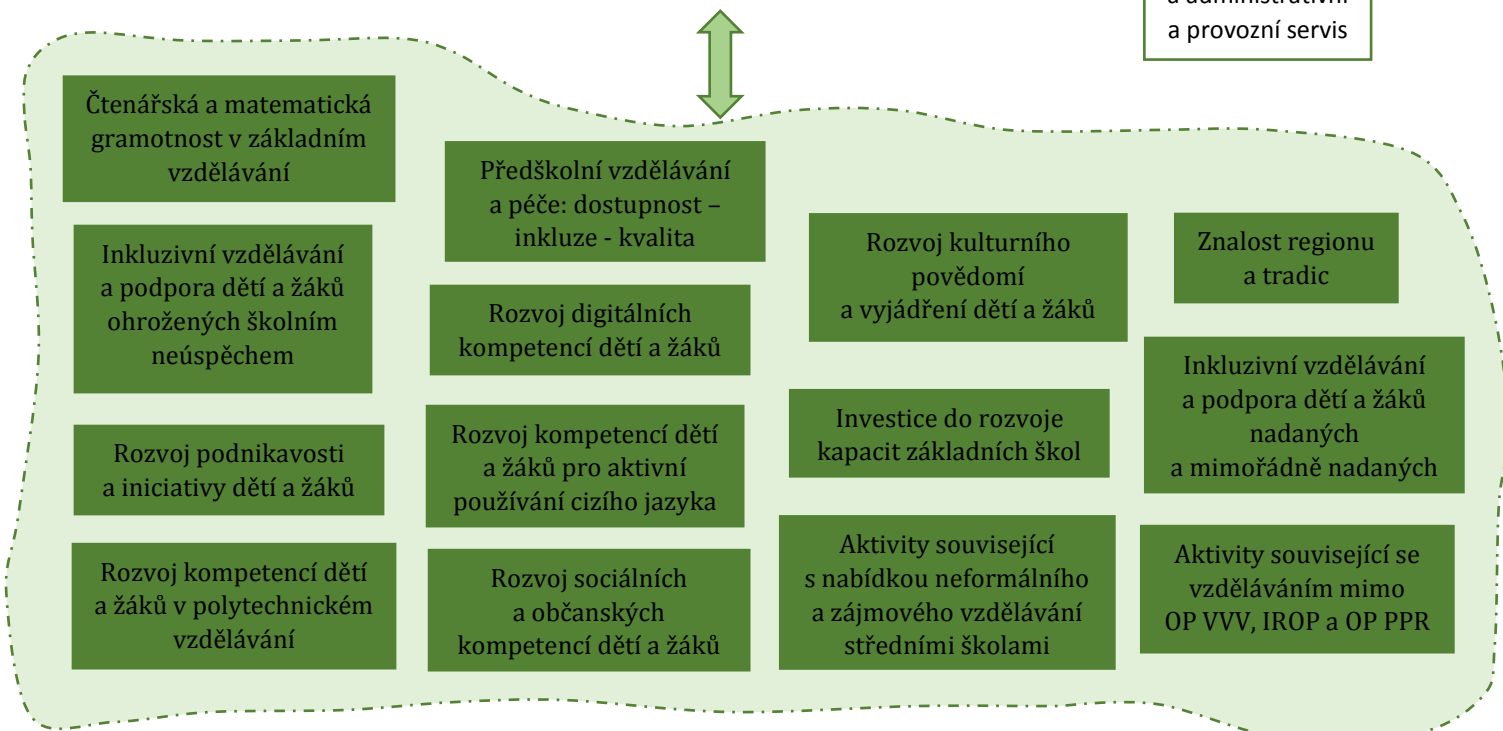 a administrativní
a provozní servis
Čtenářská a matematická
gramotnost v základním
vzdělávání
Inkluzivní vzdělávání
a podpora dětí a žáků
ohrožených školním
neúspěchem
Rozvoj podnikavosti
a iniciativy dětí a žáků
Rozvoj kompetencí dětí
a žáků v polytechnickém
vzdělávání
Předškolní vzdělávání
a péče: dostupnost –
inkluze - kvalita
Rozvoj digitálních
kompetencí dětí a žáků
Rozvoj kompetencí dětí
a žáků pro aktivní
používání cizího jazyka
Rozvoj sociálních
a občanských
kompetencí dětí a žáků
Rozvoj kulturního
povědomí
a vyjádření dětí a žáků
Investice do rozvoje
kapacit základních škol
Aktivity související
s nabídkou neformálního
a zájmového vzdělávání
středními školami
Znalost regionu
a tradic
Inkluzivní vzdělávání
a podpora dětí a žáků
nadaných
a mimořádně nadaných
Aktivity související se
vzděláváním mimo
OP VVV, IROP a OP PPR